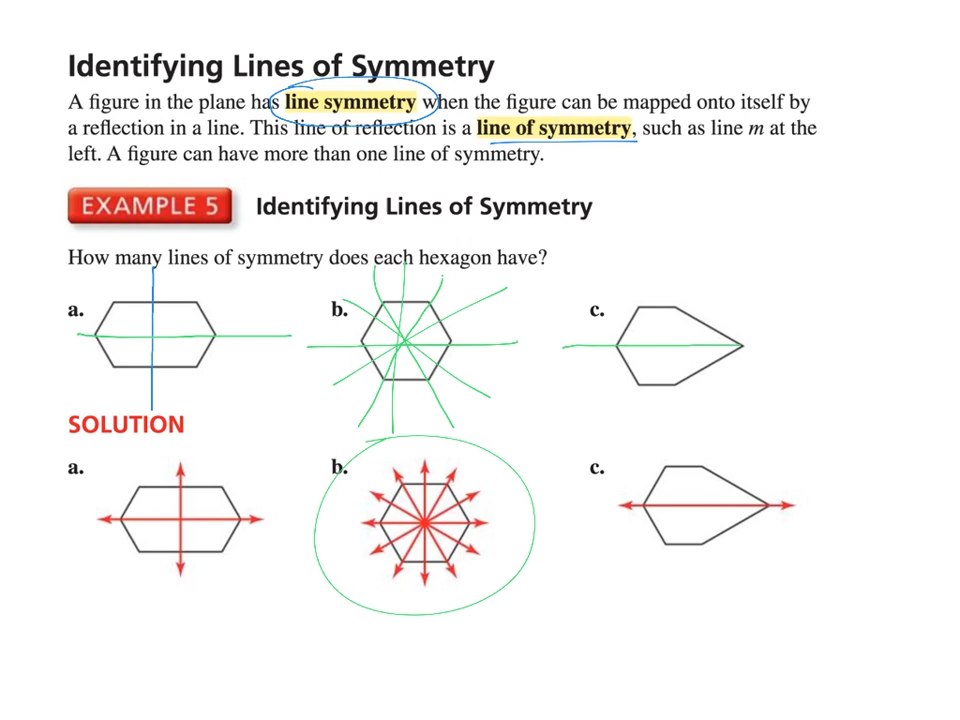 Identifying Lines of Symmetry
A figure in the plane has line symmetry when the figure can be mapped onto itself by
a reflection in a line. This line of reflection is a line of symmetry, such as line m at the
left. A figure can have more than one line of symmetry.
EXAMPLE 5 Identifying Lines of Symmetry
How many lines of symmetry does each hexagon have?
a. b. c.
SOLUTION
a. b. c.